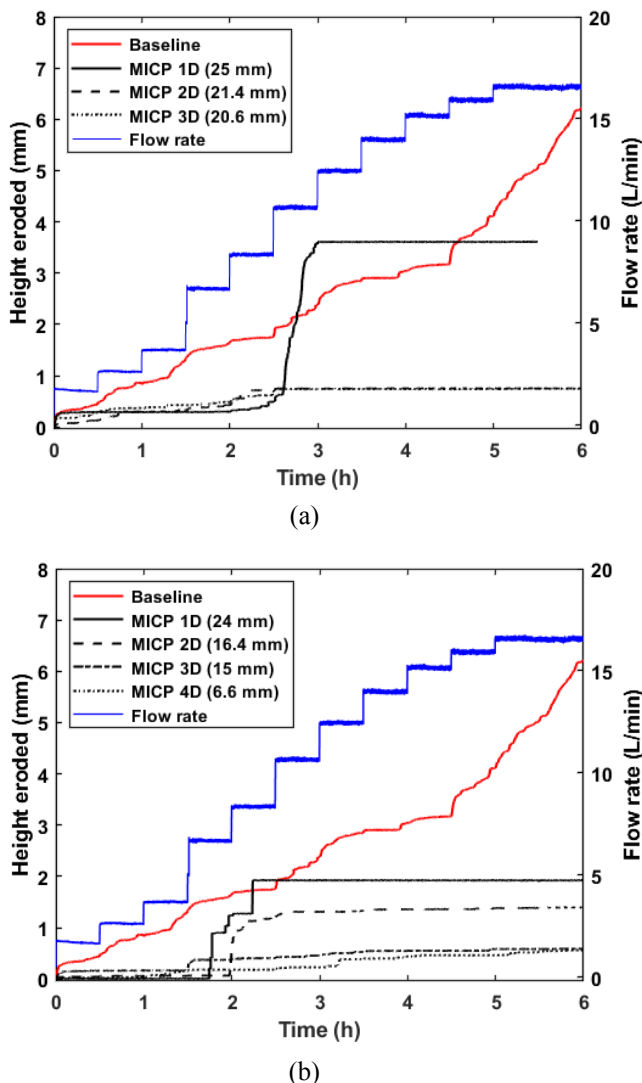 8
7
6
5
4
3
2
1
0
Height eroded (mm)
Baseline
MICP 1D (25 mm)
MICP 2D (21.4 mm)
MICP 3D (20.6 mm)
Flow rate
20
15
10
5
0
Flow rate (L/min)
0 1 2 3 4 5 6
Time (h)
(a)
8
7
6
5
4
3
2
1
0
Height eroded (mm)
Baseline
MICP 1D (24 mm)
MICP 2D (16.4 mm)
MICP 3D (15 mm)
MICP 4D (6.6 mm)
Flow rate
20
15
10
5
0
Flow rate (L/min)
0 1 2 3 4 5 6
Time (h)
(b)